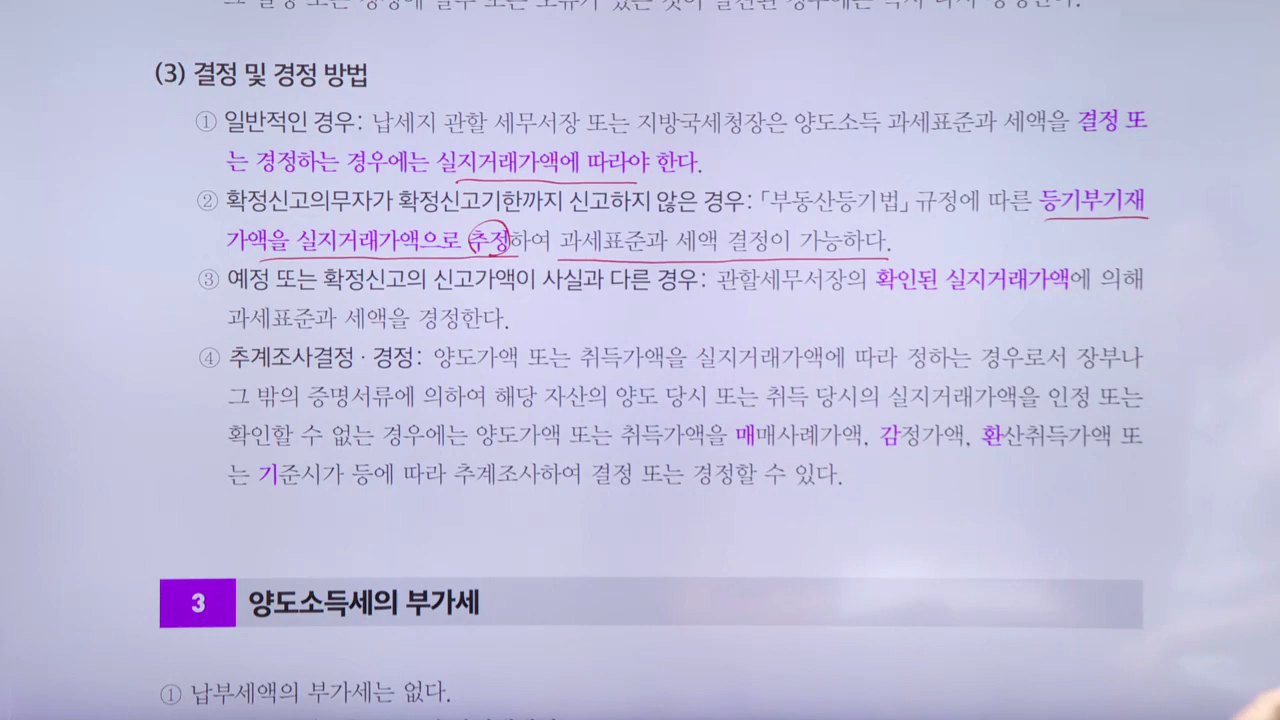 (3) 결정 및 경정 방법
① 일반적인 경우: 납세지 관할 세무서장 또는 지방국세청장은 양도소득 과세표준과 세액을 결정 또
는 경정하는 경우에는 실지거래가액에 따라야 한다.
② 확정신고의무자가 확정신고기한까지 신고하지 않은 경우: 「부동산등기법」 규정에 따른 등기부기재
가액을 실지거래가액으로 추정하여 과세표준과 세액 결정이 가능하다.
③ 예정 또는 확정신고의 신고가액이 사실과 다른 경우: 관할세무서장의 확인된 실지거래가액에 의해
과세표준과 세액을 경정한다.
④ 추계조사결정 · 경정: 양도가액 또는 취득가액을 실지거래가액에 따라 정하는 경우로서 장부나
그 밖의 증명서류에 의하여 해당 자산의 양도 당시 또는 취득 당시의 실지거래가액을 인정 또는
확인할 수 없는 경우에는 양도가액 또는 취득가액을 매매사례가액, 감정가액, 환산취득가액 또
는 기준시가 등에 따라 추계조사하여 결정 또는 경정할 수 있다.
3 양도소득세의 부가세
① 납부세액의 부가세는 없다.